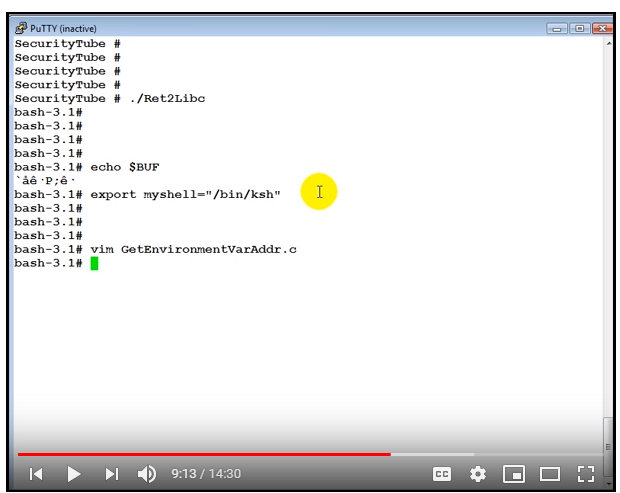 PuTTY (inactive)
SecurityTube #
SecurityTube #
SecurityTube #
SecurityTube #
SecurityTube # ./Ret2Libc
bash-3.1#
bash-3.1#
bash-3.1#
bash-3.1#
bash-3.1# echo $BUF
`åê·P;ê·
bash-3.1# export myshell="/bin/ksh"
bash-3.1#
bash-3.1#
bash-3.1#
bash-3.1# vim GetEnvironmentVarAddr.c
bash-3.1#
9:13 / 14:30
CC